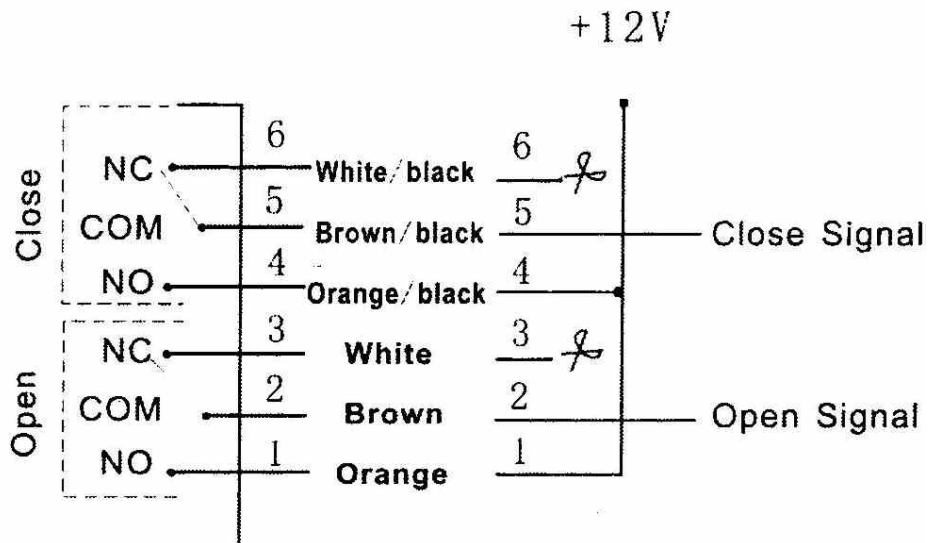 +12V
Close
NC 6 White/black 6
COM 5 Brown/black 5 Close Signal
NO 4 Orange/black 4
Open
NC 3 White 3
COM 2 Brown 2 Open Signal
NO 1 Orange 1